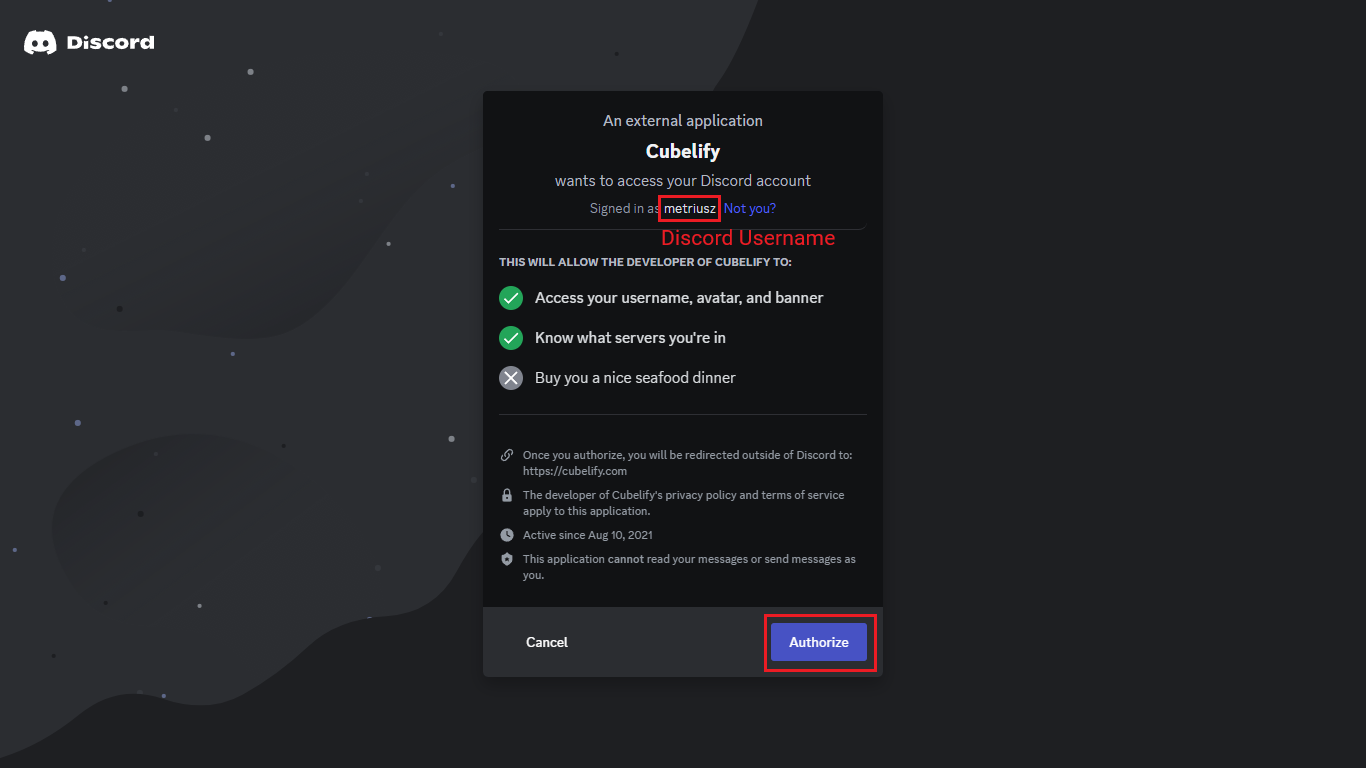 Discord
An external application
Cubelify
wants to access your Discord account
Signed in as metriusz Not you?
Discord Username
THIS WILL ALLOW THE DEVELOPER OF CUBELIFY TO:
Access your username, avatar, and banner
Know what servers you're in
Buy you a nice seafood dinner
Once you authorize, you will be redirected outside of Discord to:
https://cubelify.com
The developer of Cubelify's privacy policy and terms of service
apply to this application.
Active since Aug 10, 2021
This application cannot read your messages or send messages as
you.
Cancel
Authorize